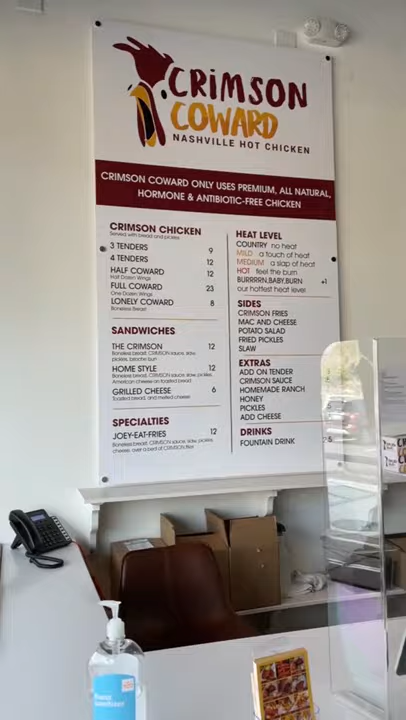 CRIMSON
COWARD
NASHVILLE HOT CHICKEN
CRIMSON COWARD ONLY USES PREMIUM, ALL NATURAL,
HORMONE & ANTIBIOTIC-FREE CHICKEN
CRIMSON CHICKEN
Served with bread and pickles
3 TENDERS 9
4 TENDERS 12
HALF COWARD 12
Half Dozen Wings
FULL COWARD 23
One Dozen Wings
LONELY COWARD 8
Boneless Breast
SANDWICHES
THE CRIMSON 12
Boneless breast, CRIMSON sauce, slaw,
pickles, brioche bun
HOME STYLE 12
Boneless breast, CRIMSON sauce, slaw, pickles,
American cheese on toasted bread
GRILLED CHEESE 6
Toasted bread, and melted cheese
SPECIALTIES
JOEY-EAT-FRIES 12
Boneless breast, CRIMSON sauce, slaw, pickles,
cheese, over a bed of CRIMSON fries
HEAT LEVEL
COUNTRY no heat
MILD a touch of heat
MEDIUM a slap of heat
HOT feel the burn
BURRRRN.BABY.BURN +1
our hottest heat level
SIDES
CRIMSON FRIES
MAC AND CHEESE
POTATO SALAD
FRIED PICKLES
SLAW
EXTRAS
ADD ON TENDER
CRIMSON SAUCE
HOMEMADE RANCH
HONEY
PICKLES
ADD CHEESE
DRINKS
FOUNTAIN DRINK